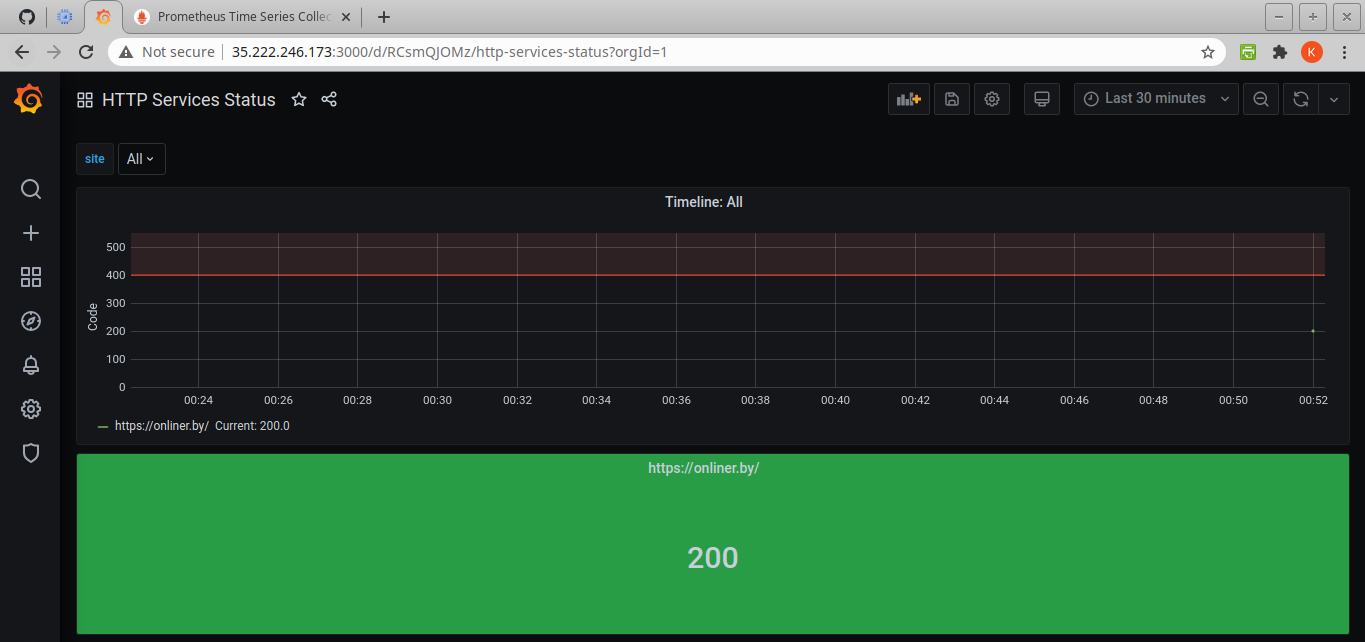 Prometheus Time Series Collec
Not secure 35.222.246.173:3000/d/RCsmQJOMz/http-services-status?orgId=1
K
HTTP Services Status
Last 30 minutes
site All
Timeline: All
Code
500
400
300
200
100
0
00:24 00:26 00:28 00:30 00:32 00:34 00:36 00:38 00:40 00:42 00:44 00:46 00:48 00:50 00:52
https://onliner.by/ Current: 200.0
https://onliner.by/
200